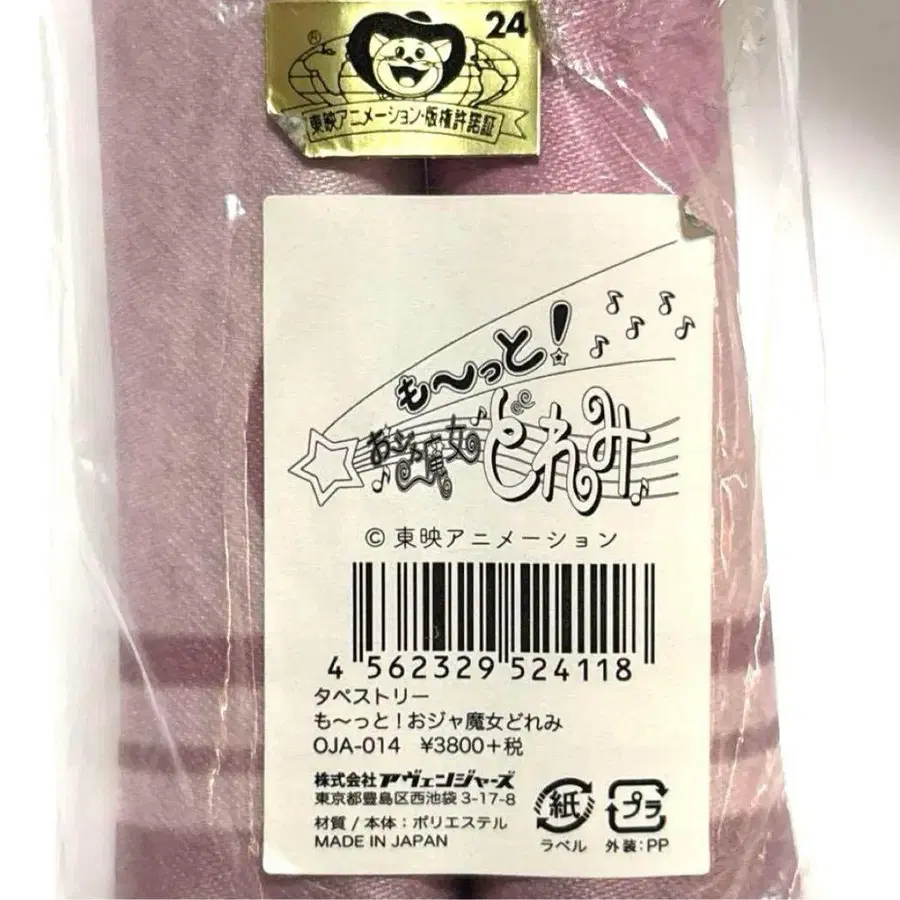 24
®
東映アニメーション・版権許諾証
も〜っと!
おジャ魔女どれみ
© 東映アニメーション
4 562329 524118
タペストリー
も〜っと!おジャ魔女どれみ
OJA-014 ¥3800+税
株式会社アヴェンジャーズ
東京都豊島区西池袋 3-17-8
材質 / 本体:ポリエステル
MADE IN JAPAN
紙
ラベル
プラ
外装:PP